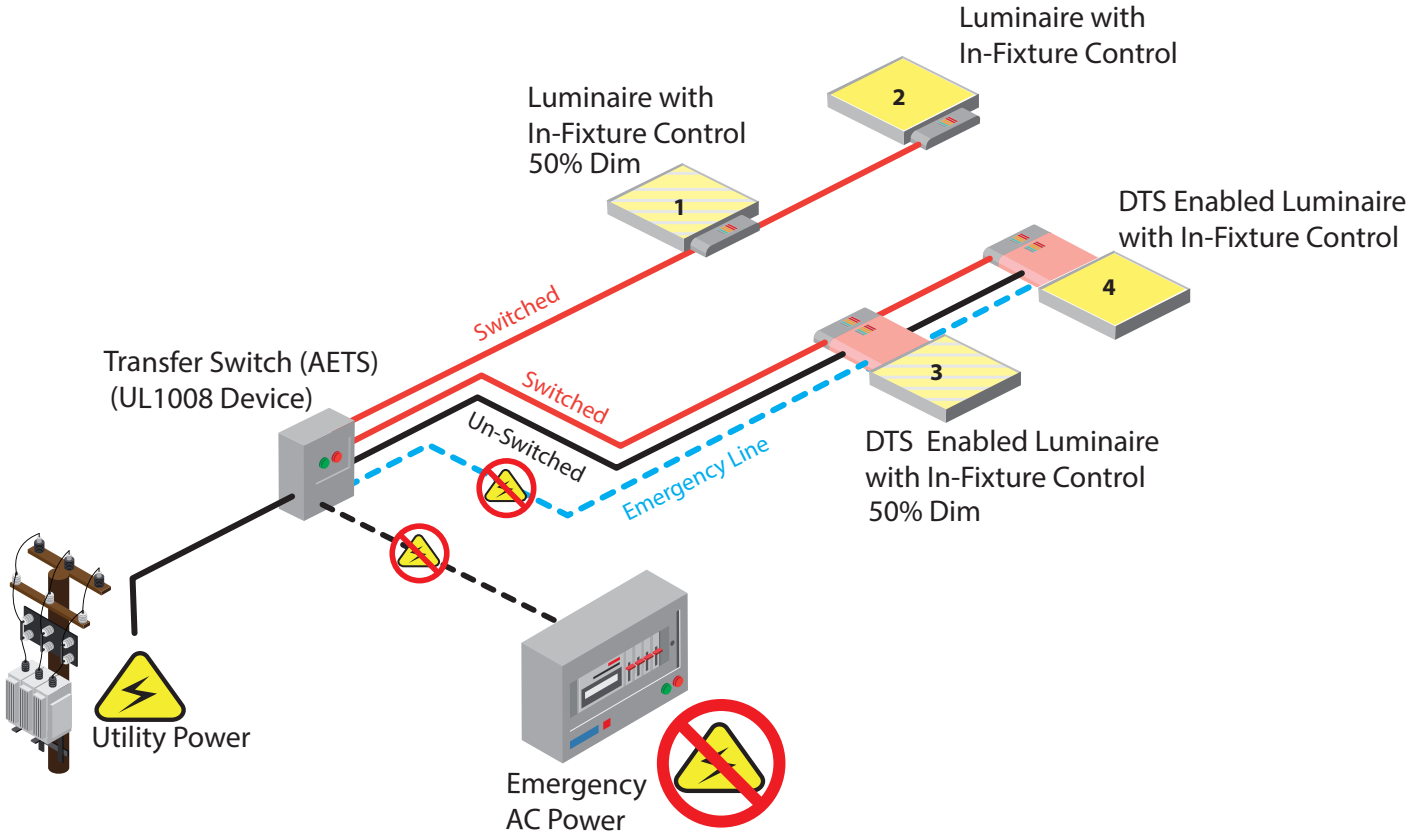 Luminaire with
In-Fixture Control
2
Luminaire with
In-Fixture Control
50% Dim
1
DTS Enabled Luminaire
with In-Fixture Control
4
Switched
Transfer Switch (AETS)
(UL1008 Device)
Switched
3
Un-Switched
Emergency Line
DTS Enabled Luminaire
with In-Fixture Control
50% Dim
Utility Power
Emergency
AC Power